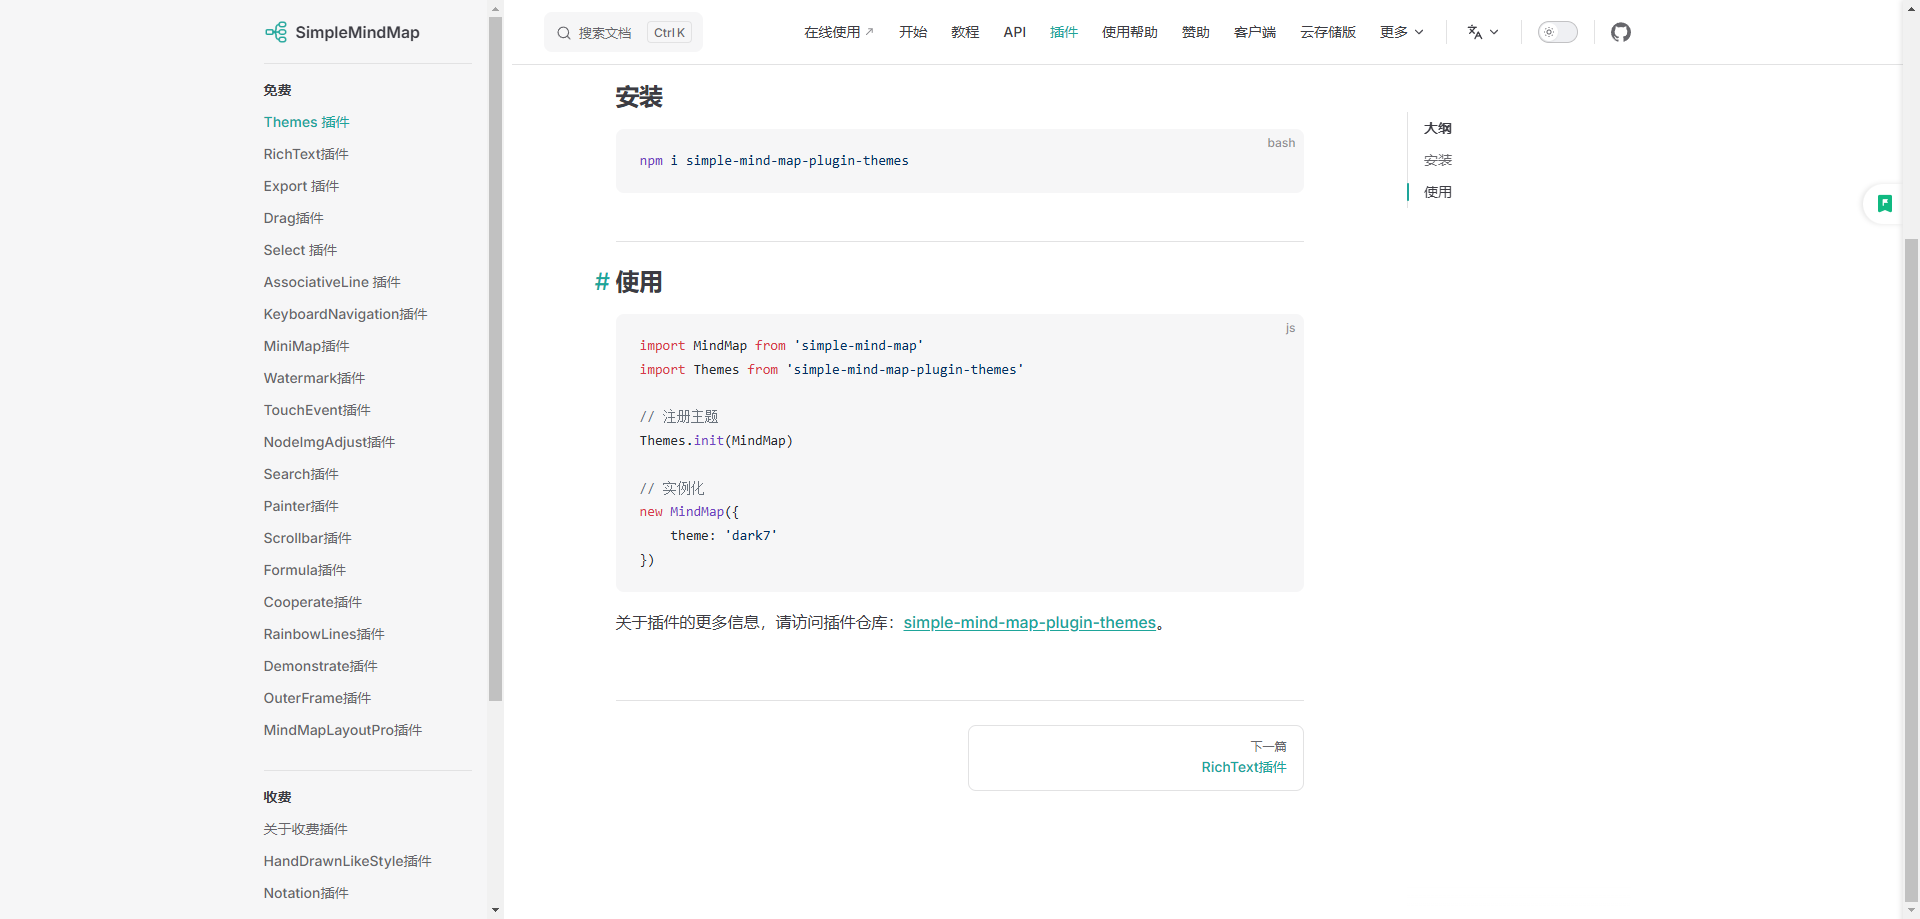 SimpleMindMap
搜索文档 Ctrl K
在线使用 开始 教程 API 插件 使用帮助 赞助 客户端 云存储版 更多
免费
Themes 插件
RichText插件
Export 插件
Drag插件
Select 插件
AssociativeLine 插件
KeyboardNavigation插件
MiniMap插件
Watermark插件
TouchEvent插件
NodeImgAdjust插件
Search插件
Painter插件
Scrollbar插件
Formula插件
Cooperate插件
RainbowLines插件
Demonstrate插件
OuterFrame插件
MindMapLayoutPro插件
收费
关于收费插件
HandDrawnLikeStyle插件
Notation插件
安装
bash
npm i simple-mind-map-plugin-themes
# 使用
js
import MindMap from 'simple-mind-map'
import Themes from 'simple-mind-map-plugin-themes'
// 注册主题
Themes.init(MindMap)
// 实例化
new MindMap({
theme: 'dark7'
})
关于插件的更多信息，请访问插件仓库：simple-mind-map-plugin-themes。
下一篇
RichText插件
大纲
安装
使用